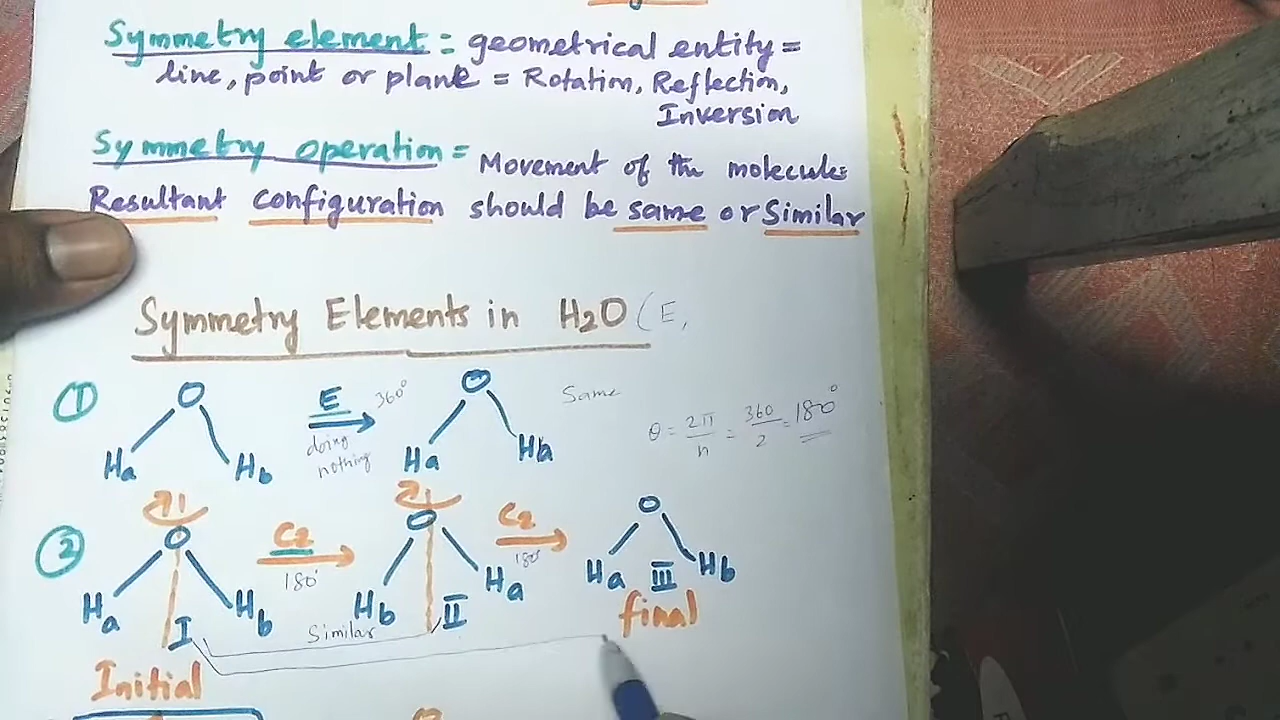 Symmetry element = geometrical entity =
line, point or plane = Rotation, Reflection,
Inversion
Symmetry operation = Movement of the molecules
Resultant configuration should be same or Similar
Symmetry Elements in H2O (E,
① O Ha Hb E 360° doing nothing O Ha Hb Same
θ = 2π/n = 360/2 = 180°
② O Ha Hb I C2 180° O Hb Ha II C2 180° O Ha Hb III
Similar
Initial
final